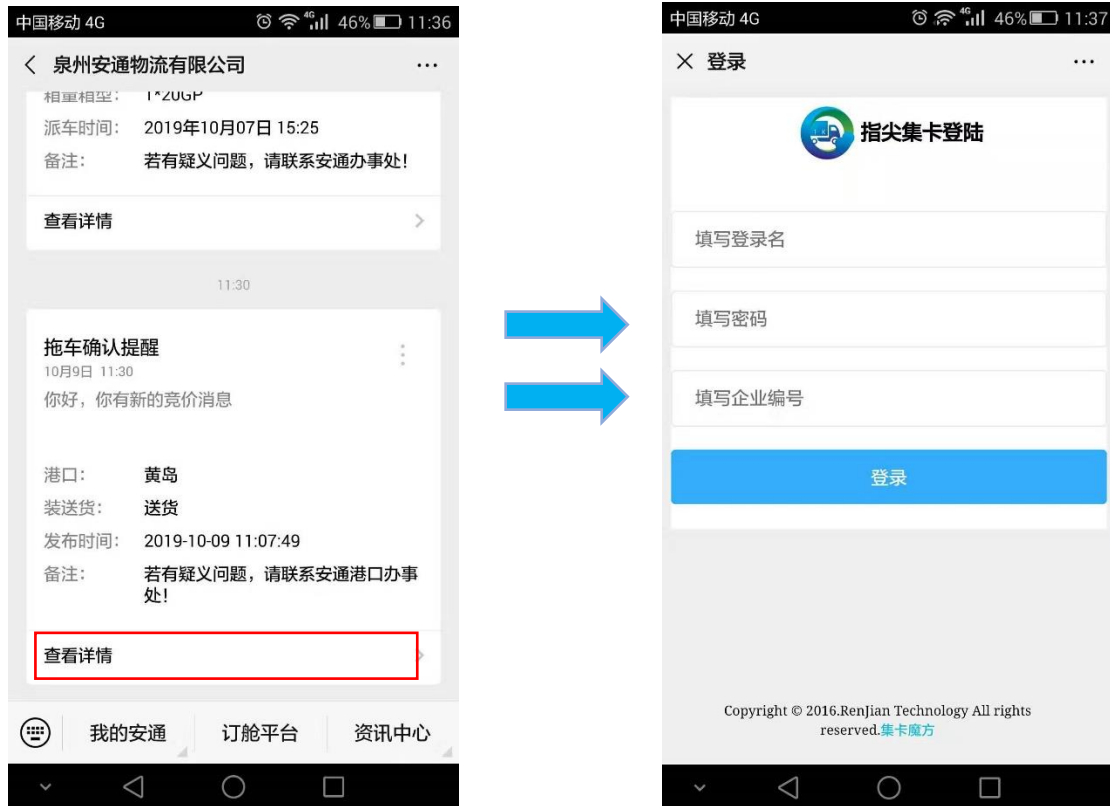 中国移动 4G
4G 46% 11:36
泉州安通物流有限公司
箱量箱型： 1*20GP
派车时间： 2019年10月07日 15:25
备注： 若有疑义问题，请联系安通办事处！
查看详情
11:30
拖车确认提醒
10月9日 11:30
你好，你有新的竞价消息
港口： 黄岛
装送货： 送货
发布时间： 2019-10-09 11:07:49
备注： 若有疑义问题，请联系安通港口办事
处！
查看详情
我的安通 订舱平台 资讯中心
中国移动 4G
4G 46% 11:37
登录
指尖集卡登陆
填写登录名
填写密码
填写企业编号
登录
Copyright © 2016.RenJian Technology All rights
reserved.集卡魔方